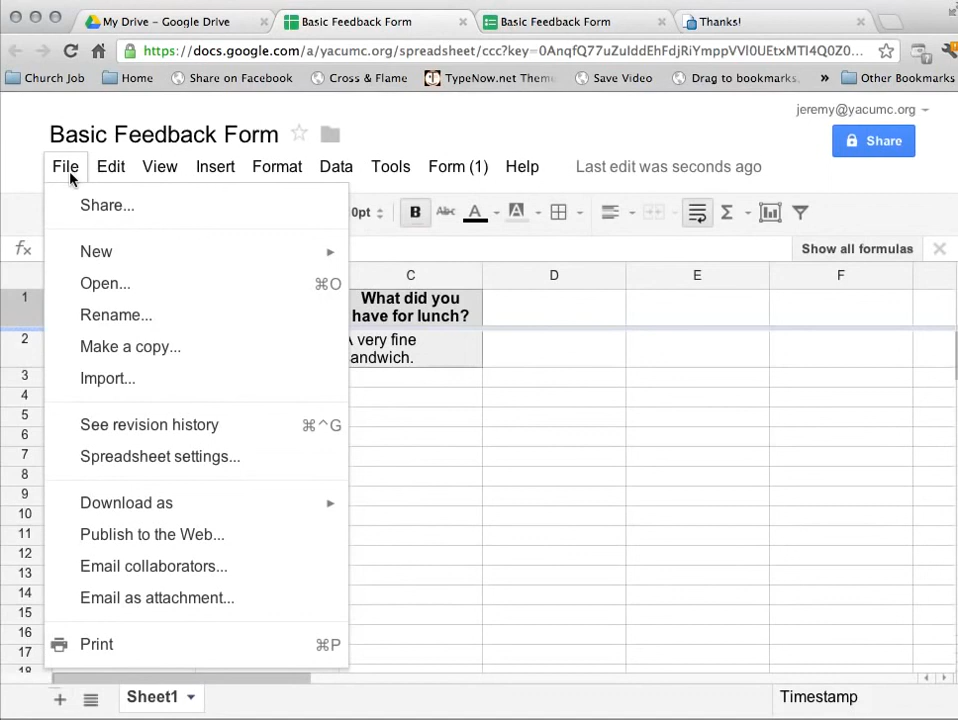 My Drive - Google Drive
Basic Feedback Form
Basic Feedback Form
Thanks!
https://docs.google.com/a/yacumc.org/spreadsheet/
Church Job
Home
Share on Facebook
Cross & Flame
TypeNow.net Theme
Save Video
Drag to bookmarks,
»
Other Bookmarks
jeremy@yacumc.org
Basic Feedback Form
Share
File Edit View Insert Format Data Tools Form (1) Help Last edit was seconds ago
0pt B Abc A A Σ
fx
Show all formulas
C D E F
Share...
New
Open... ⌘O
Rename...
Make a copy...
Import...
See revision history ⌘^G
Spreadsheet settings...
Download as
Publish to the Web...
Email collaborators...
Email as attachment...
Print ⌘P
1
What did you
have for lunch?
2
A very fine
andwich.
3
4
5
6
7
8
9
10
11
12
13
14
15
16
17
18
+
Sheet1
Timestamp